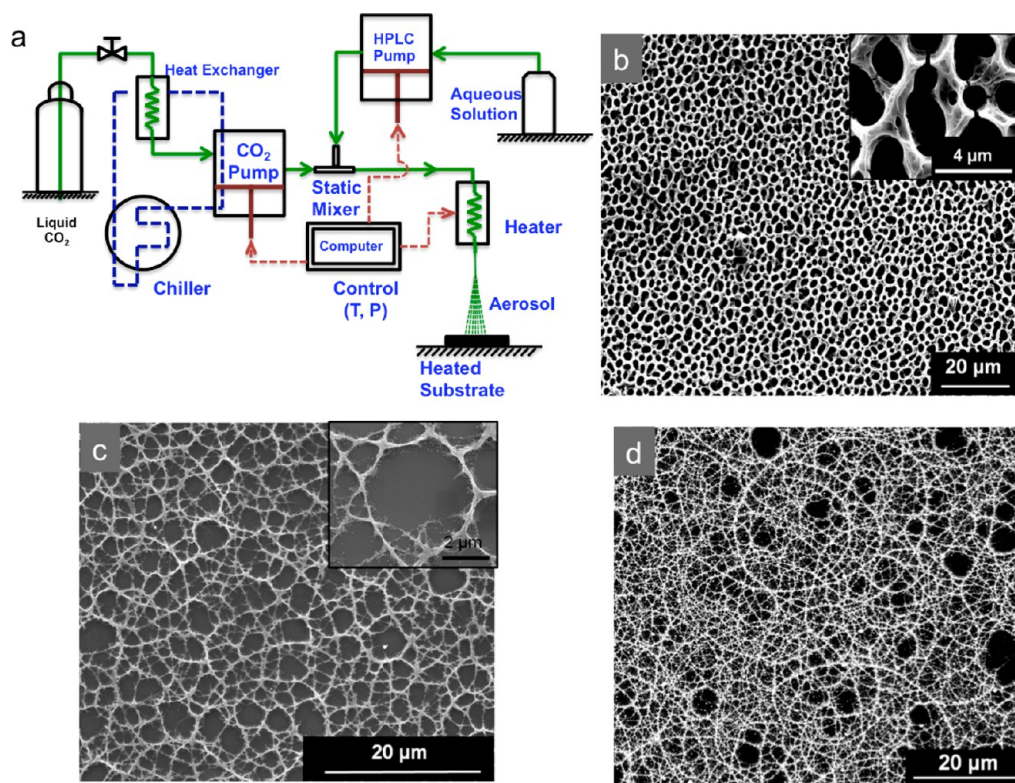 a
Heat Exchanger
HPLC
Pump
Aqueous
Solution
CO₂
Pump
Static
Mixer
Liquid
CO₂
Computer
Heater
Chiller
Control
(T, P)
Aerosol
Heated
Substrate
b
4 µm
20 µm
c
2 µm
20 µm
d
20 µm